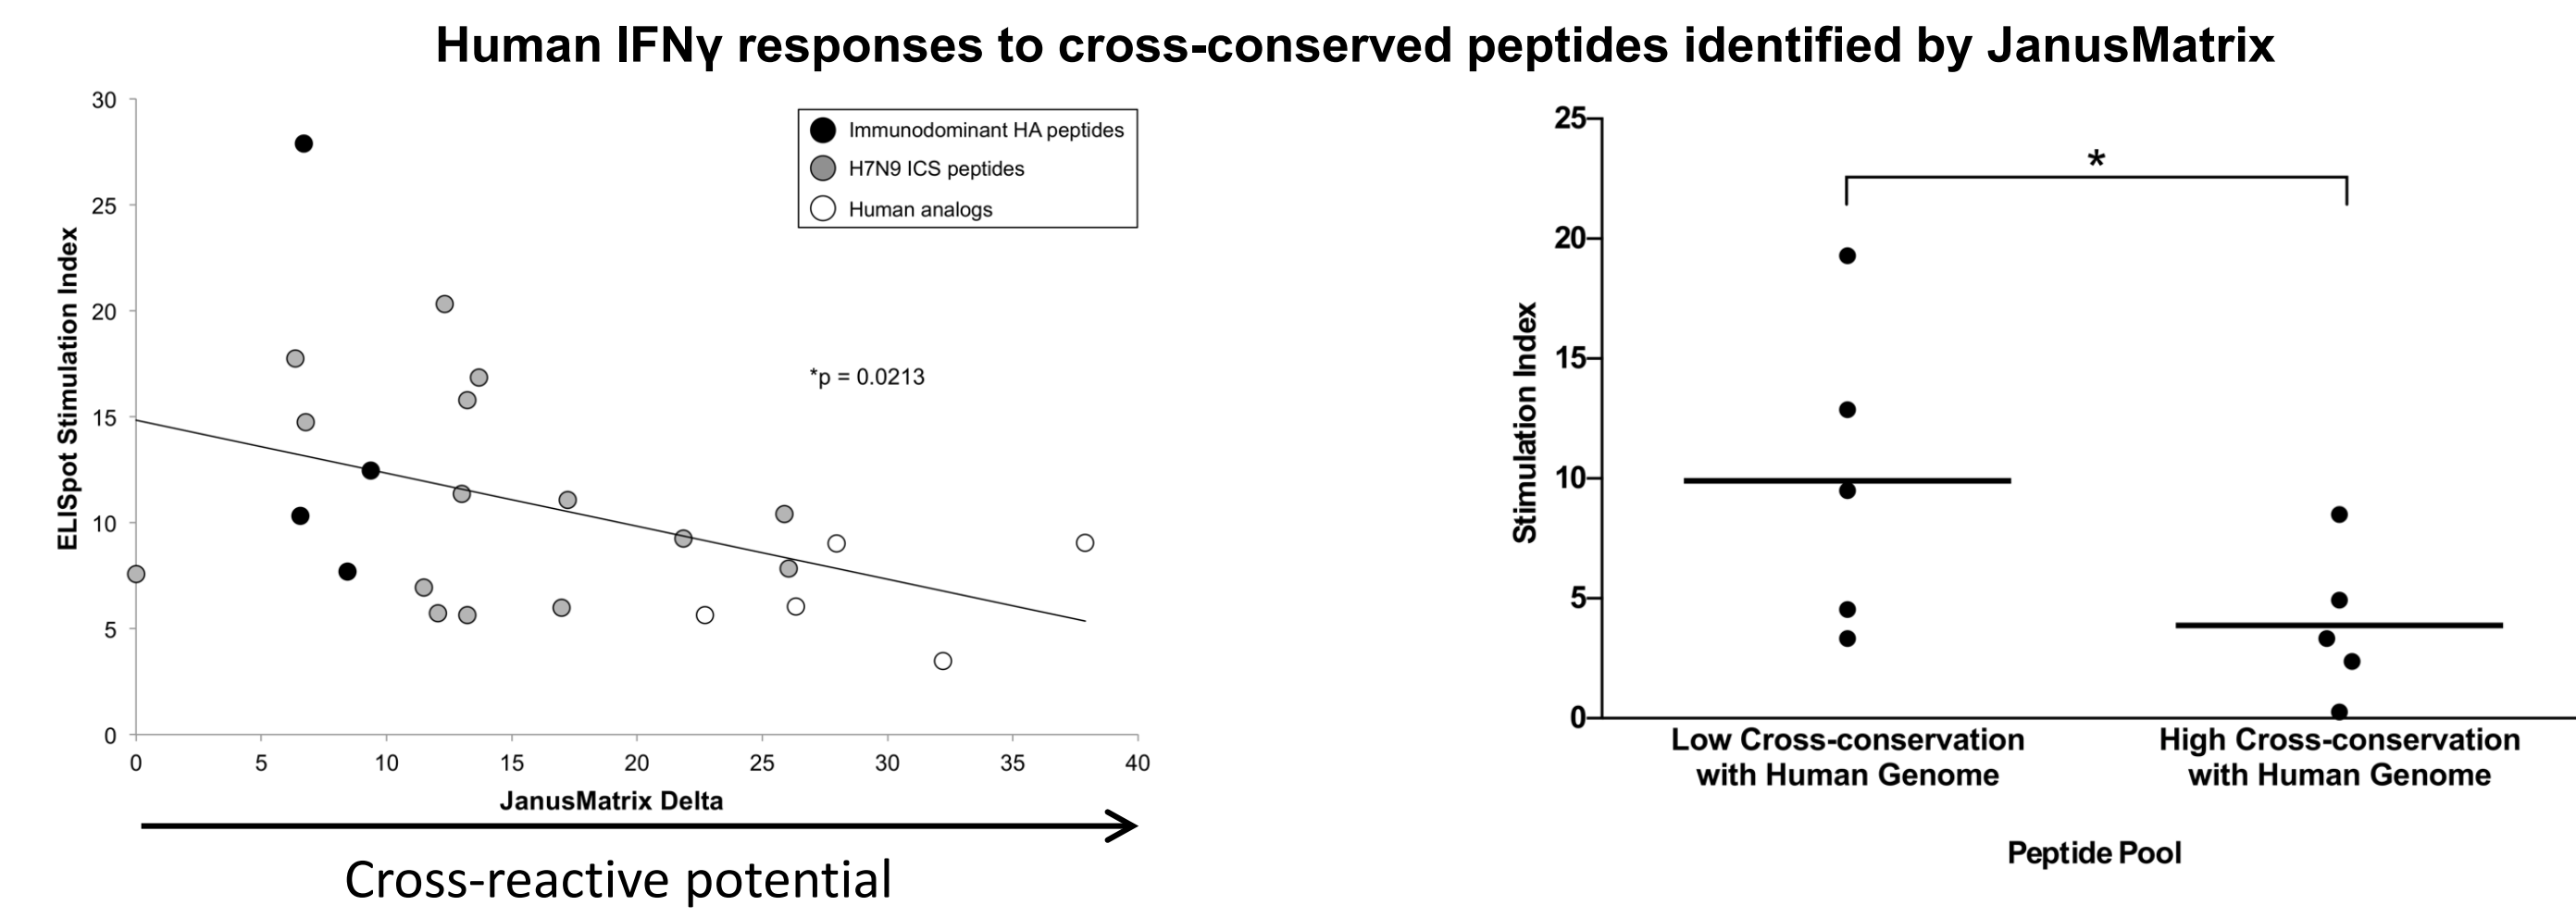 Human IFNγ responses to cross-conserved peptides identified by JanusMatrix
30
25
20
15
10
5
0
ELISpot Stimulation Index
Immunodominant HA peptides
H7N9 ICS peptides
Human analogs
*p = 0.0213
0 5 10 15 20 25 30 35 40
JanusMatrix Delta
Cross-reactive potential
25
20
15
10
5
0
Stimulation Index
*
Low Cross-conservation
with Human Genome
High Cross-conservation
with Human Genome
Peptide Pool